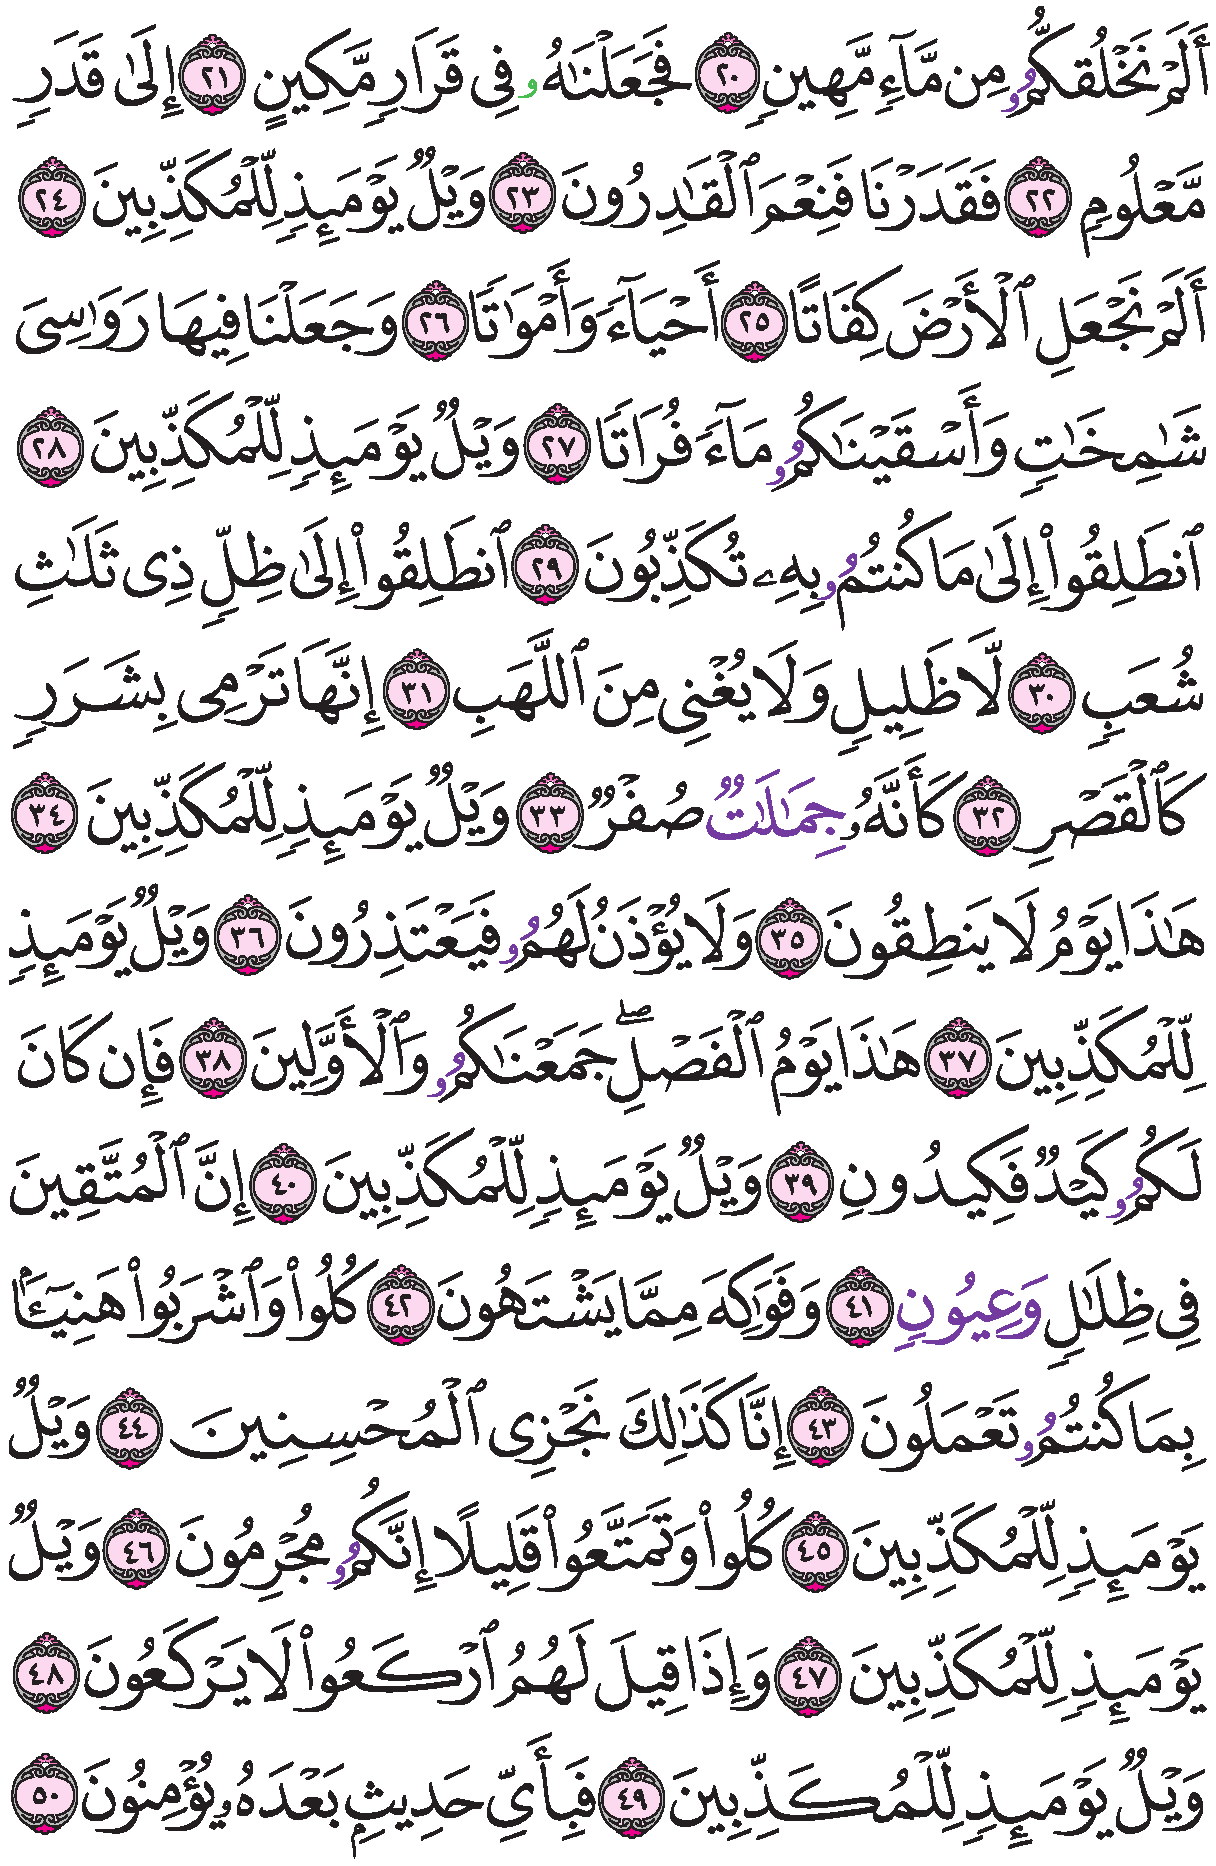 أَلَمْ نَخْلُقكُّمُۥ مِن مَّآءٍ مَّهِينٍ ٢٠ فَجَعَلْنَٰهُۥ فِى قَرَارٍ مَّكِينٍ ٢١ إِلَىٰ قَدَرٍ
مَّعْلُومٍ ٢٢ فَقَدَرْنَا فَنِعْمَ ٱلْقَٰدِرُونَ ٢٣ وَيْلٌ يَوْمَئِذٍ لِّلْمُكَذِّبِينَ ٢٤
أَلَمْ نَجْعَلِ ٱلْأَرْضَ كِفَاتًا ٢٥ أَحْيَآءً وَأَمْوَٰتًا ٢٦ وَجَعَلْنَا فِيهَا رَوَٰسِىَ
شَٰمِخَٰتٍ وَأَسْقَيْنَٰكُمُۥ مَآءً فُرَاتًا ٢٧ وَيْلٌ يَوْمَئِذٍ لِّلْمُكَذِّبِينَ ٢٨
ٱنطَلِقُوٓا۟ إِلَىٰ مَا كُنتُمُۥ بِهِۦ تُكَذِّبُونَ ٢٩ ٱنطَلِقُوٓا۟ إِلَىٰ ظِلٍّ ذِى ثَلَٰثِ
شُعَبٍ ٣٠ لَّا ظَلِيلٍ وَلَا يُغْنِى مِنَ ٱللَّهَبِ ٣١ إِنَّهَا تَرْمِى بِشَرَرٍ
كَٱلْقَصْرِ ٣٢ كَأَنَّهُۥ جِمَٰلَٰتٌ صُفْرٌ ٣٣ وَيْلٌ يَوْمَئِذٍ لِّلْمُكَذِّبِينَ ٣٤
هَٰذَا يَوْمُ لَا يَنطِقُونَ ٣٥ وَلَا يُؤْذَنُ لَهُمُۥ فَيَعْتَذِرُونَ ٣٦ وَيْلٌ يَوْمَئِذٍ
لِّلْمُكَذِّبِينَ ٣٧ هَٰذَا يَوْمُ ٱلْفَصْلِ ۖ جَمَعْنَٰكُمُۥ وَٱلْأَوَّلِينَ ٣٨ فَإِن كَانَ
لَكُمُۥ كَيْدٌ فَكِيدُونِ ٣٩ وَيْلٌ يَوْمَئِذٍ لِّلْمُكَذِّبِينَ ٤٠ إِنَّ ٱلْمُتَّقِينَ
فِى ظِلَٰلٍ وَعِيُونٍ ٤١ وَفَوَٰكِهَ مِمَّا يَشْتَهُونَ ٤٢ كُلُوا۟ وَٱشْرَبُوا۟ هَنِيٓـًٔۢا
بِمَا كُنتُمُۥ تَعْمَلُونَ ٤٣ إِنَّا كَذَٰلِكَ نَجْزِى ٱلْمُحْسِنِينَ ٤٤ وَيْلٌ
يَوْمَئِذٍ لِّلْمُكَذِّبِينَ ٤٥ كُلُوا۟ وَتَمَتَّعُوا۟ قَلِيلًا إِنَّكُمُۥ مُجْرِمُونَ ٤٦ وَيْلٌ
يَوْمَئِذٍ لِّلْمُكَذِّبِينَ ٤٧ وَإِذَا قِيلَ لَهُمُ ٱرْكَعُوا۟ لَا يَرْكَعُونَ ٤٨
وَيْلٌ يَوْمَئِذٍ لِّلْمُكَذِّبِينَ ٤٩ فَبِأَىِّ حَدِيثٍۭ بَعْدَهُۥ يُؤْمِنُونَ ٥٠